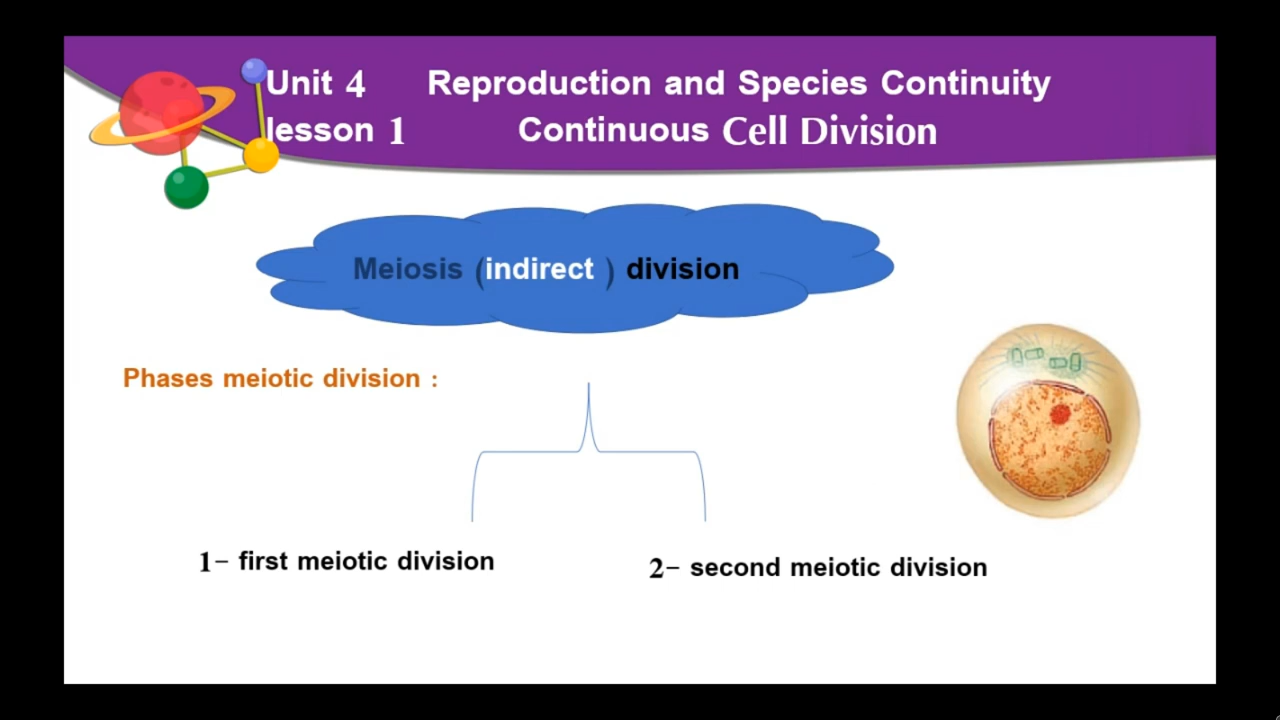 Unit 4 Reproduction and Species Continuity
lesson 1 Continuous Cell Division
Meiosis (indirect ) division
Phases meiotic division :
1- first meiotic division
2- second meiotic division